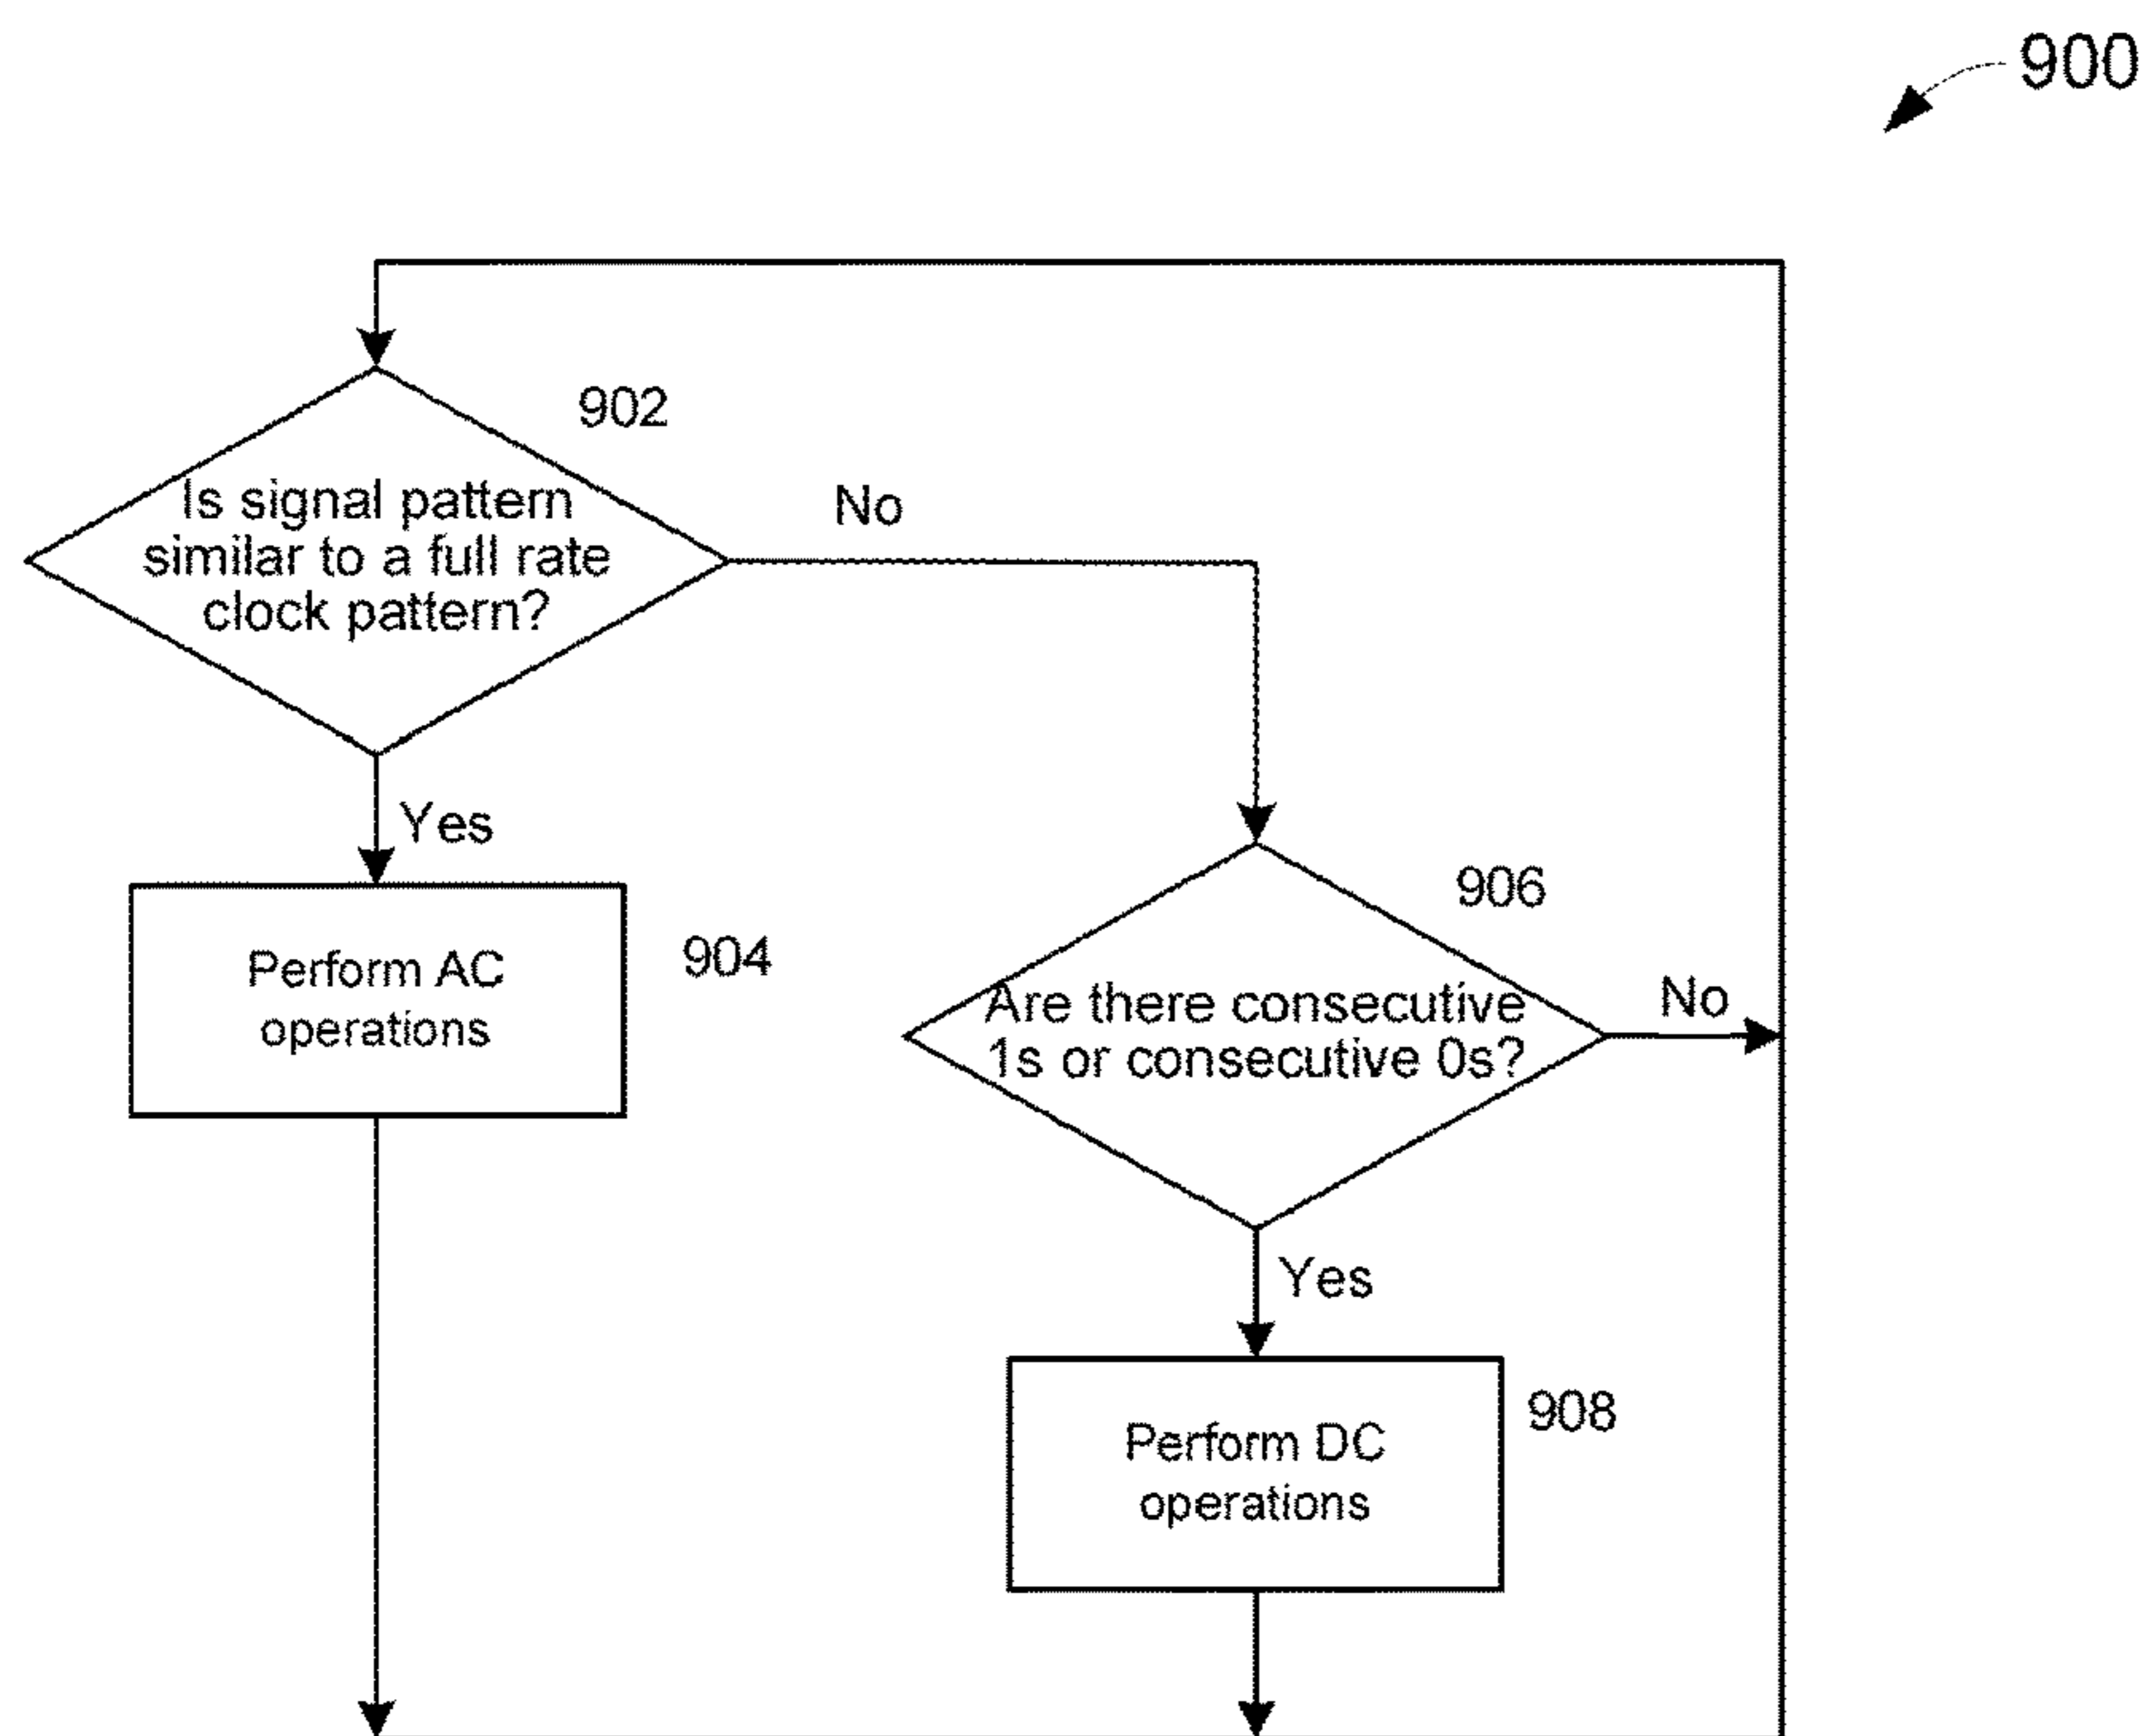 900
902
Is signal pattern
similar to a full rate
clock pattern?
No
Yes
Perform AC
operations
904
906
Are there consecutive
1s or consecutive 0s?
No
Yes
Perform DC
operations
908